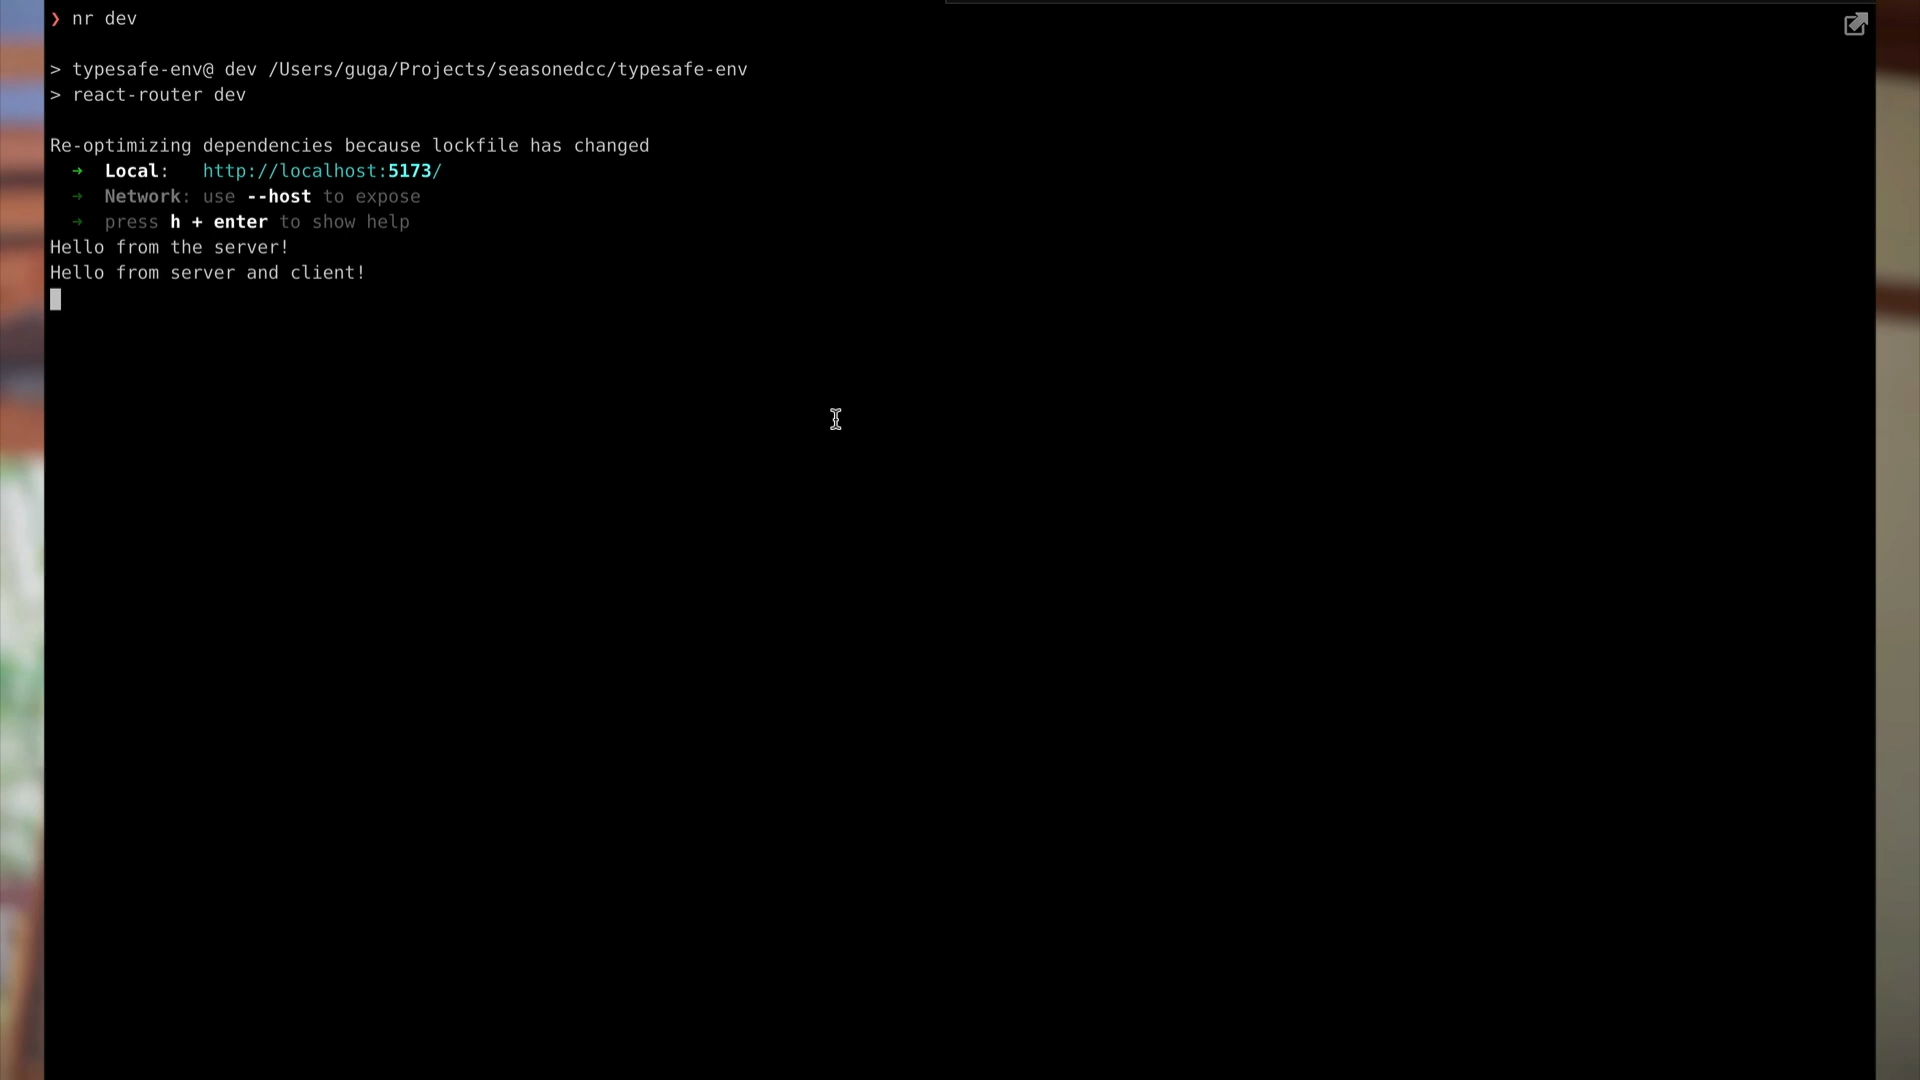 ❯ nr dev
> typesafe-env@ dev /Users/guga/Projects/seasonedcc/typesafe-env
> react-router dev
Re-optimizing dependencies because lockfile has changed
➜ Local: http://localhost:5173/
➜ Network: use --host to expose
➜ press h + enter to show help
Hello from the server!
Hello from server and client!